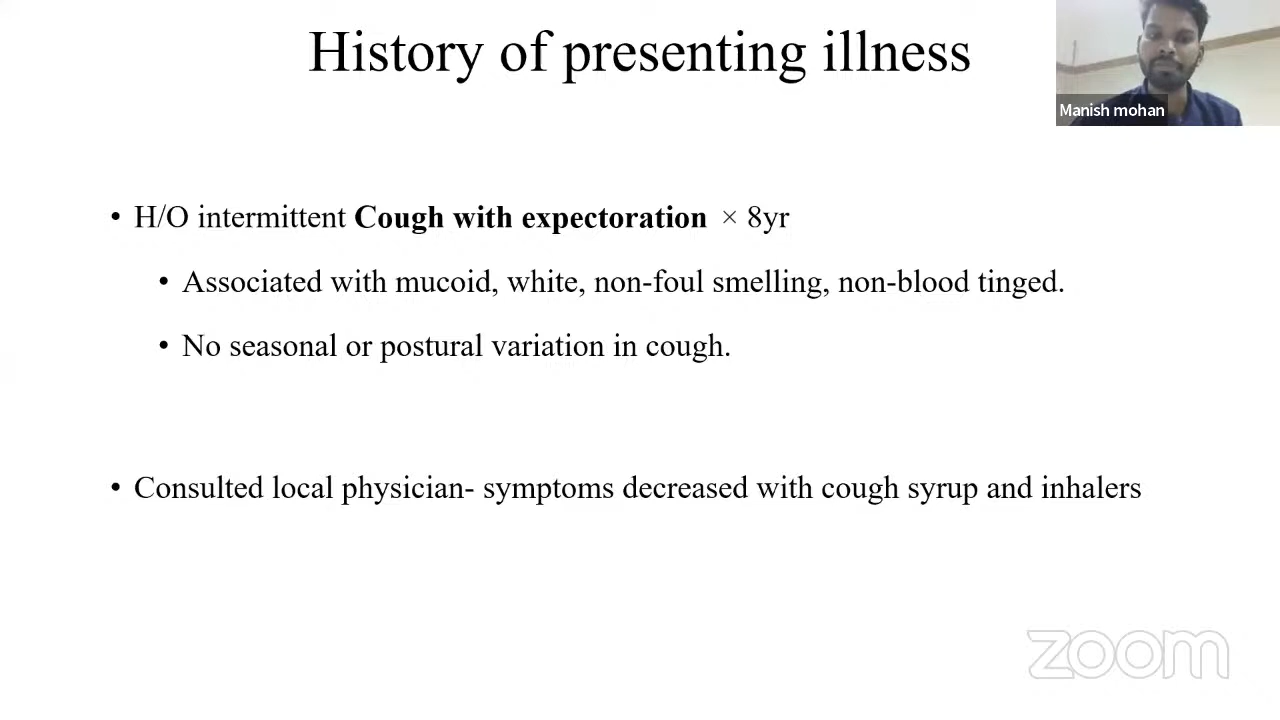 History of presenting illness
Manish mohan
• H/O intermittent Cough with expectoration × 8yr
• Associated with mucoid, white, non-foul smelling, non-blood tinged.
• No seasonal or postural variation in cough.
• Consulted local physician- symptoms decreased with cough syrup and inhalers
zoom